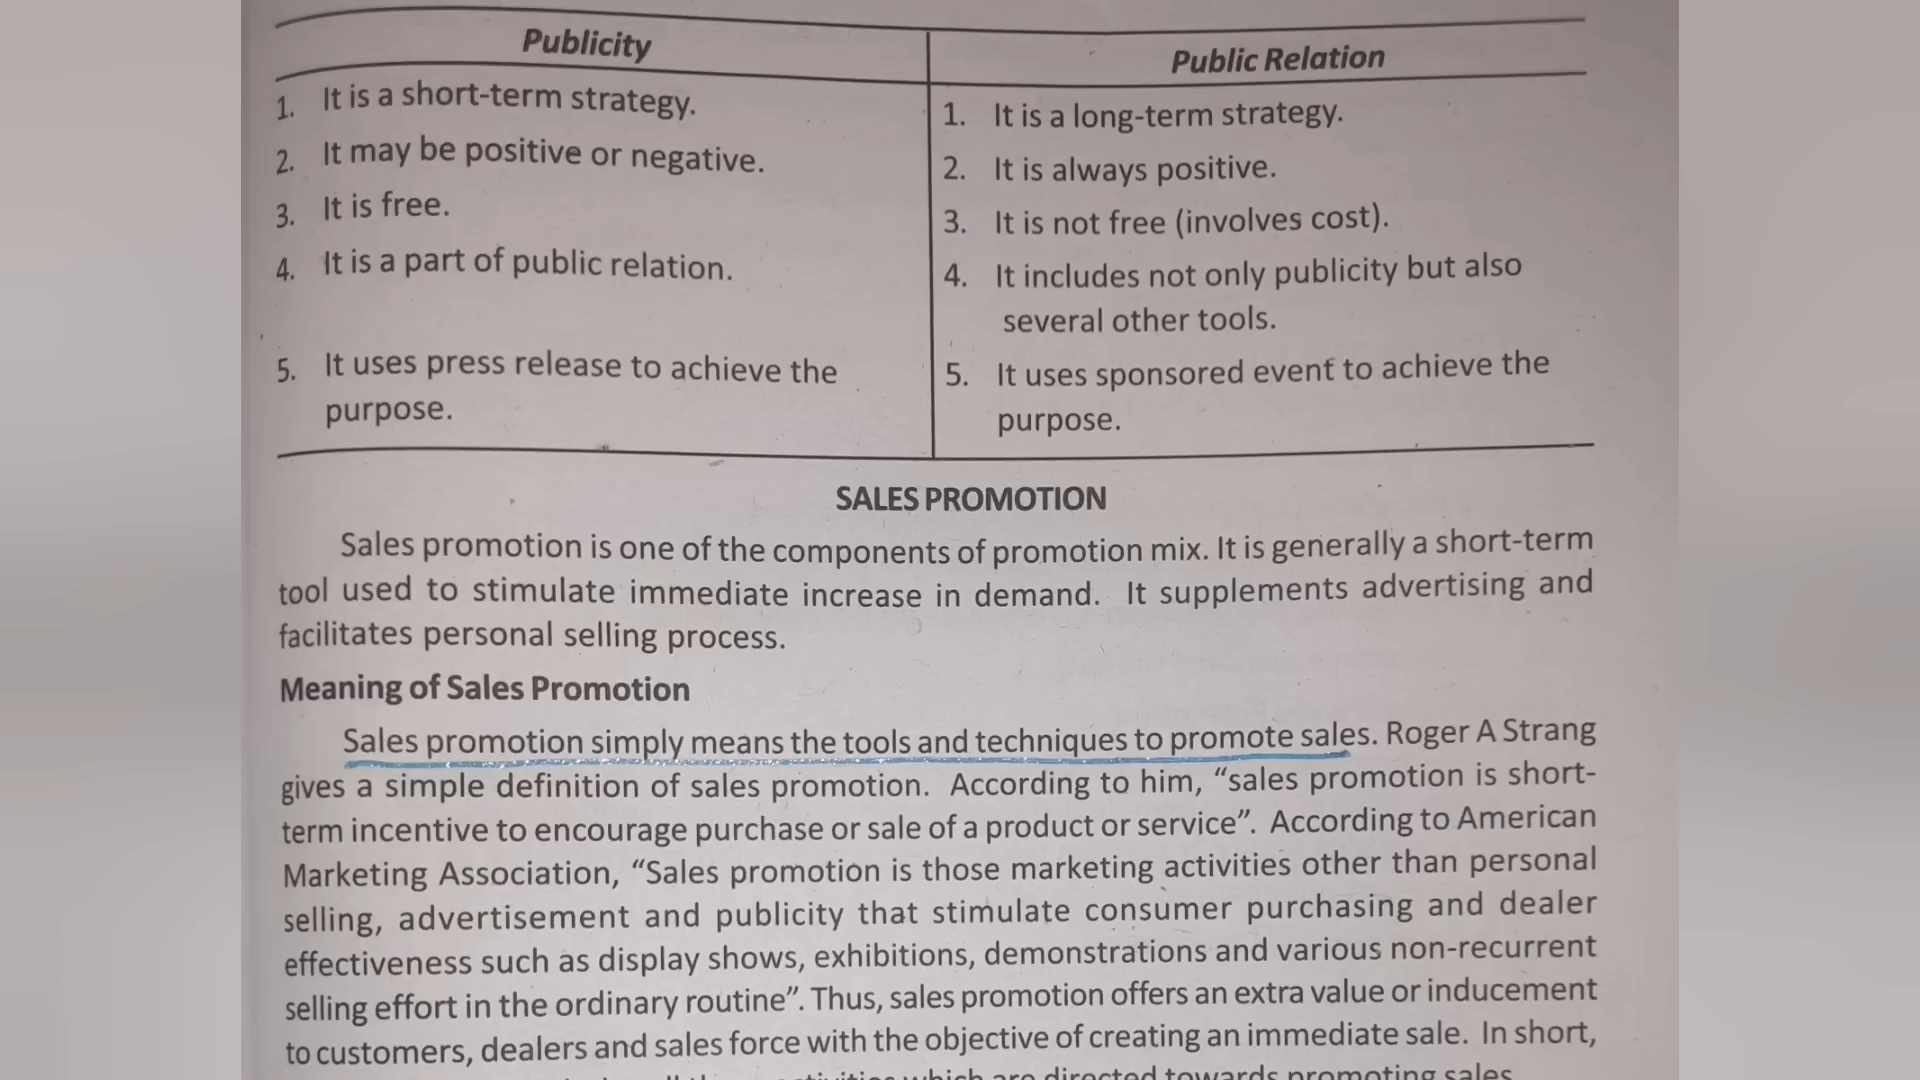 Publicity
Public Relation
1. It is a short-term strategy.
2. It may be positive or negative.
3. It is free.
4. It is a part of public relation.
5. It uses press release to achieve the
purpose.
1. It is a long-term strategy.
2. It is always positive.
3. It is not free (involves cost).
4. It includes not only publicity but also
several other tools.
5. It uses sponsored event to achieve the
purpose.
SALES PROMOTION
Sales promotion is one of the components of promotion mix. It is generally a short-term
tool used to stimulate immediate increase in demand. It supplements advertising and
facilitates personal selling process.
Meaning of Sales Promotion
Sales promotion simply means the tools and techniques to promote sales. Roger A Strang
gives a simple definition of sales promotion. According to him, “sales promotion is short-
term incentive to encourage purchase or sale of a product or service”. According to American
Marketing Association, “Sales promotion is those marketing activities other than personal
selling, advertisement and publicity that stimulate consumer purchasing and dealer
effectiveness such as display shows, exhibitions, demonstrations and various non-recurrent
selling effort in the ordinary routine”. Thus, sales promotion offers an extra value or inducement
to customers, dealers and sales force with the objective of creating an immediate sale. In short,
which are directed towards promoting sales